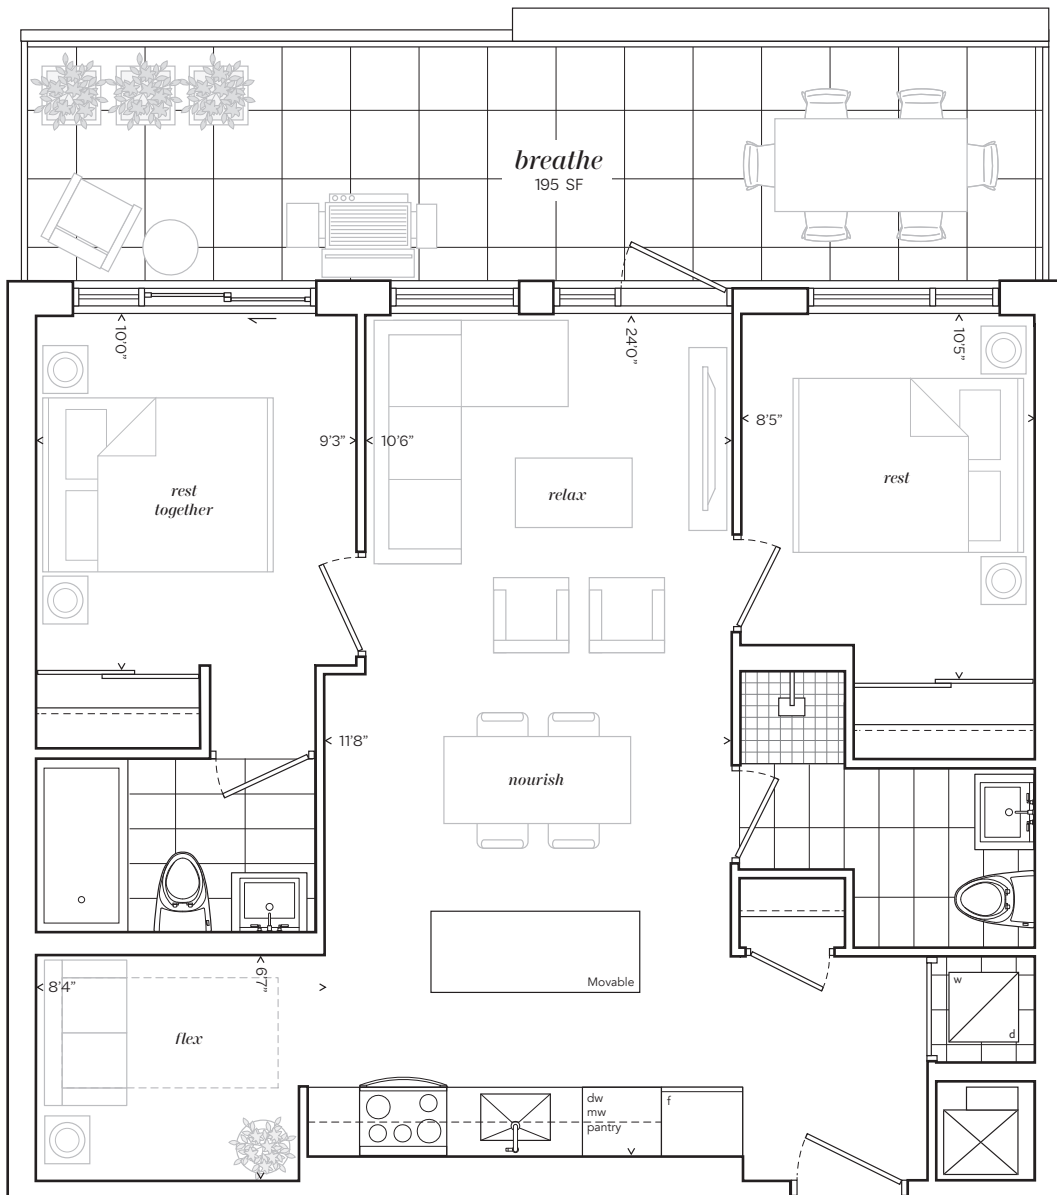 breathe
195 SF
10'0"
24'0"
10'5"
9'3"
10'6"
8'5"
rest
together
relax
rest
11'8"
nourish
8'4"
6'7"
Movable
flex
w
d
dw
mw
pantry
f